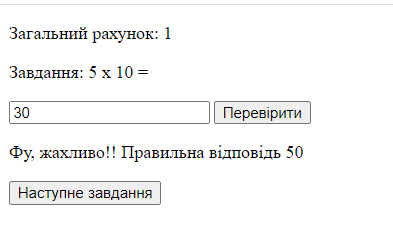 Загальний рахунок: 1
Завдання: 5 x 10 =
30 Перевірити
Фу, жахливо!! Правильна відповідь 50
Наступне завдання